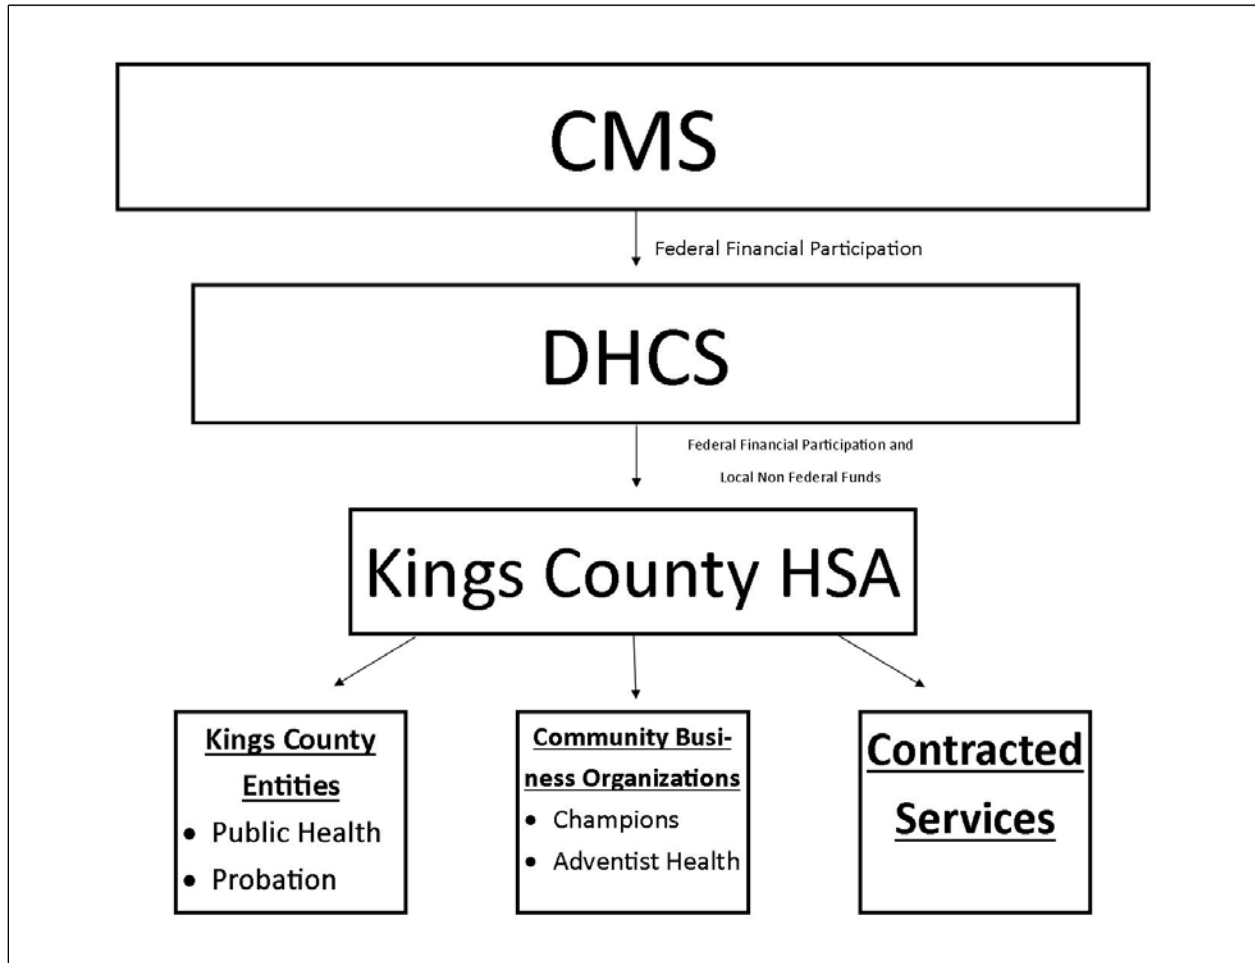 CMS
Federal Financial Participation
DHCS
Federal Financial Participation and
Local Non Federal Funds
Kings County HSA
Kings County
Entities
• Public Health
• Probation
Community Busi-
ness Organizations
• Champions
• Adventist Health
Contracted
Services